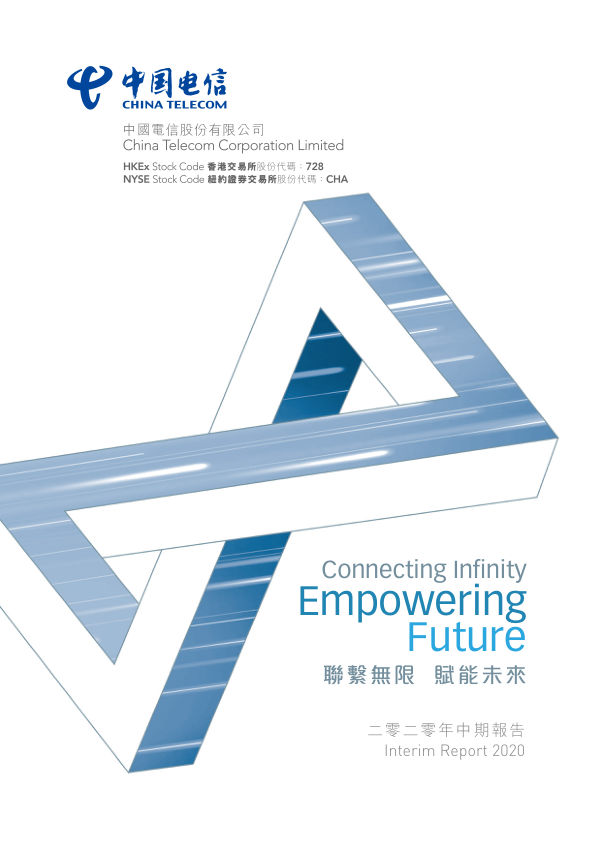 中国电信
CHINA TELECOM
中國電信股份有限公司
China Telecom Corporation Limited
HKEx Stock Code 香港交易所股份代碼：728
NYSE Stock Code 紐約證券交易所股份代碼：CHA
Connecting Infinity
Empowering
Future
聯繫無限 賦能未來
二零二零年中期報告
Interim Report 2020